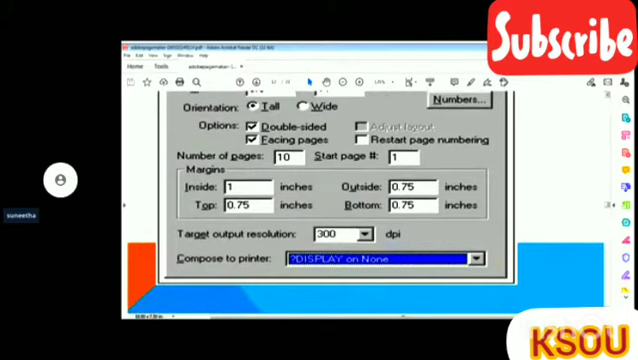 Subscribe
Home Tools
Orientation: Tall Wide
Numbers...
Options: Double-sided Adjust layout
Facing pages Restart page numbering
Number of pages: 10 Start page #: 1
Margins
Inside: 1 inches Outside: 0.75 inches
Top: 0.75 inches Bottom: 0.75 inches
suneetha
Target output resolution: 300 dpi
Compose to printer: ?DISPLAY on None
KSOU